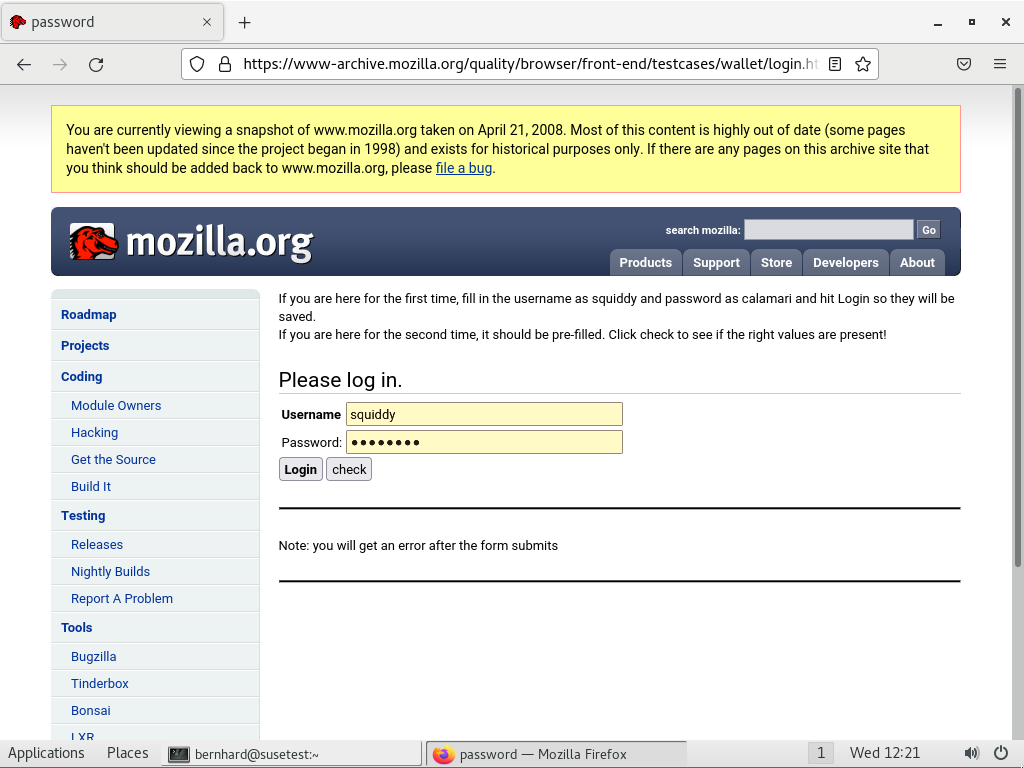 password
https://www-archive.mozilla.org/quality/browser/front-end/testcases/wallet/login.ht
You are currently viewing a snapshot of www.mozilla.org taken on April 21, 2008. Most of this content is highly out of date (some pages
haven't been updated since the project began in 1998) and exists for historical purposes only. If there are any pages on this archive site that
you think should be added back to www.mozilla.org, please file a bug.
mozilla.org
search mozilla: Go
Products Support Store Developers About
Roadmap
Projects
Coding
Module Owners
Hacking
Get the Source
Build It
Testing
Releases
Nightly Builds
Report A Problem
Tools
Bugzilla
Tinderbox
Bonsai
LXR
If you are here for the first time, fill in the username as squiddy and password as calamari and hit Login so they will be
saved.
If you are here for the second time, it should be pre-filled. Click check to see if the right values are present!
Please log in.
Username squiddy
Password: ●●●●●●●●
Login check
Note: you will get an error after the form submits
Applications Places bernhard@susetest:~ password — Mozilla Firefox 1 Wed 12:21